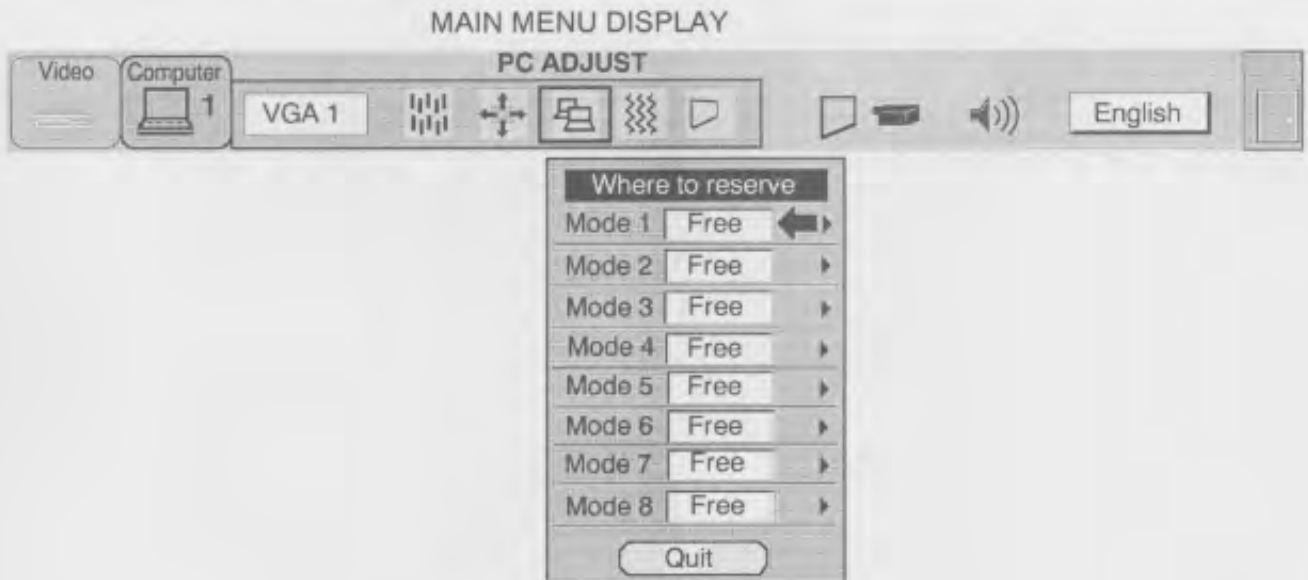 MAIN MENU DISPLAY
PC ADJUST
Video
Computer
1
VGA 1
English
Where to reserve
Mode 1 Free
Mode 2 Free
Mode 3 Free
Mode 4 Free
Mode 5 Free
Mode 6 Free
Mode 7 Free
Mode 8 Free
Quit